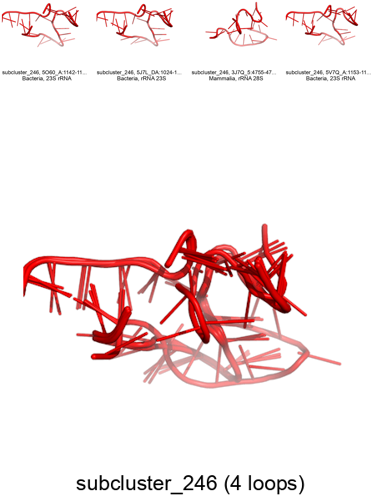 subcluster_246, 5O60_A:1142-11...
Bacteria, 23S rRNA
subcluster_246, 5J7L_DA:1024-1...
Bacteria, rRNA 23S
subcluster_246, 3J7Q_5:4755-47...
Mammalia, rRNA 28S
subcluster_246, 5V7Q_A:1153-11...
Bacteria, 23S rRNA
subcluster_246 (4 loops)